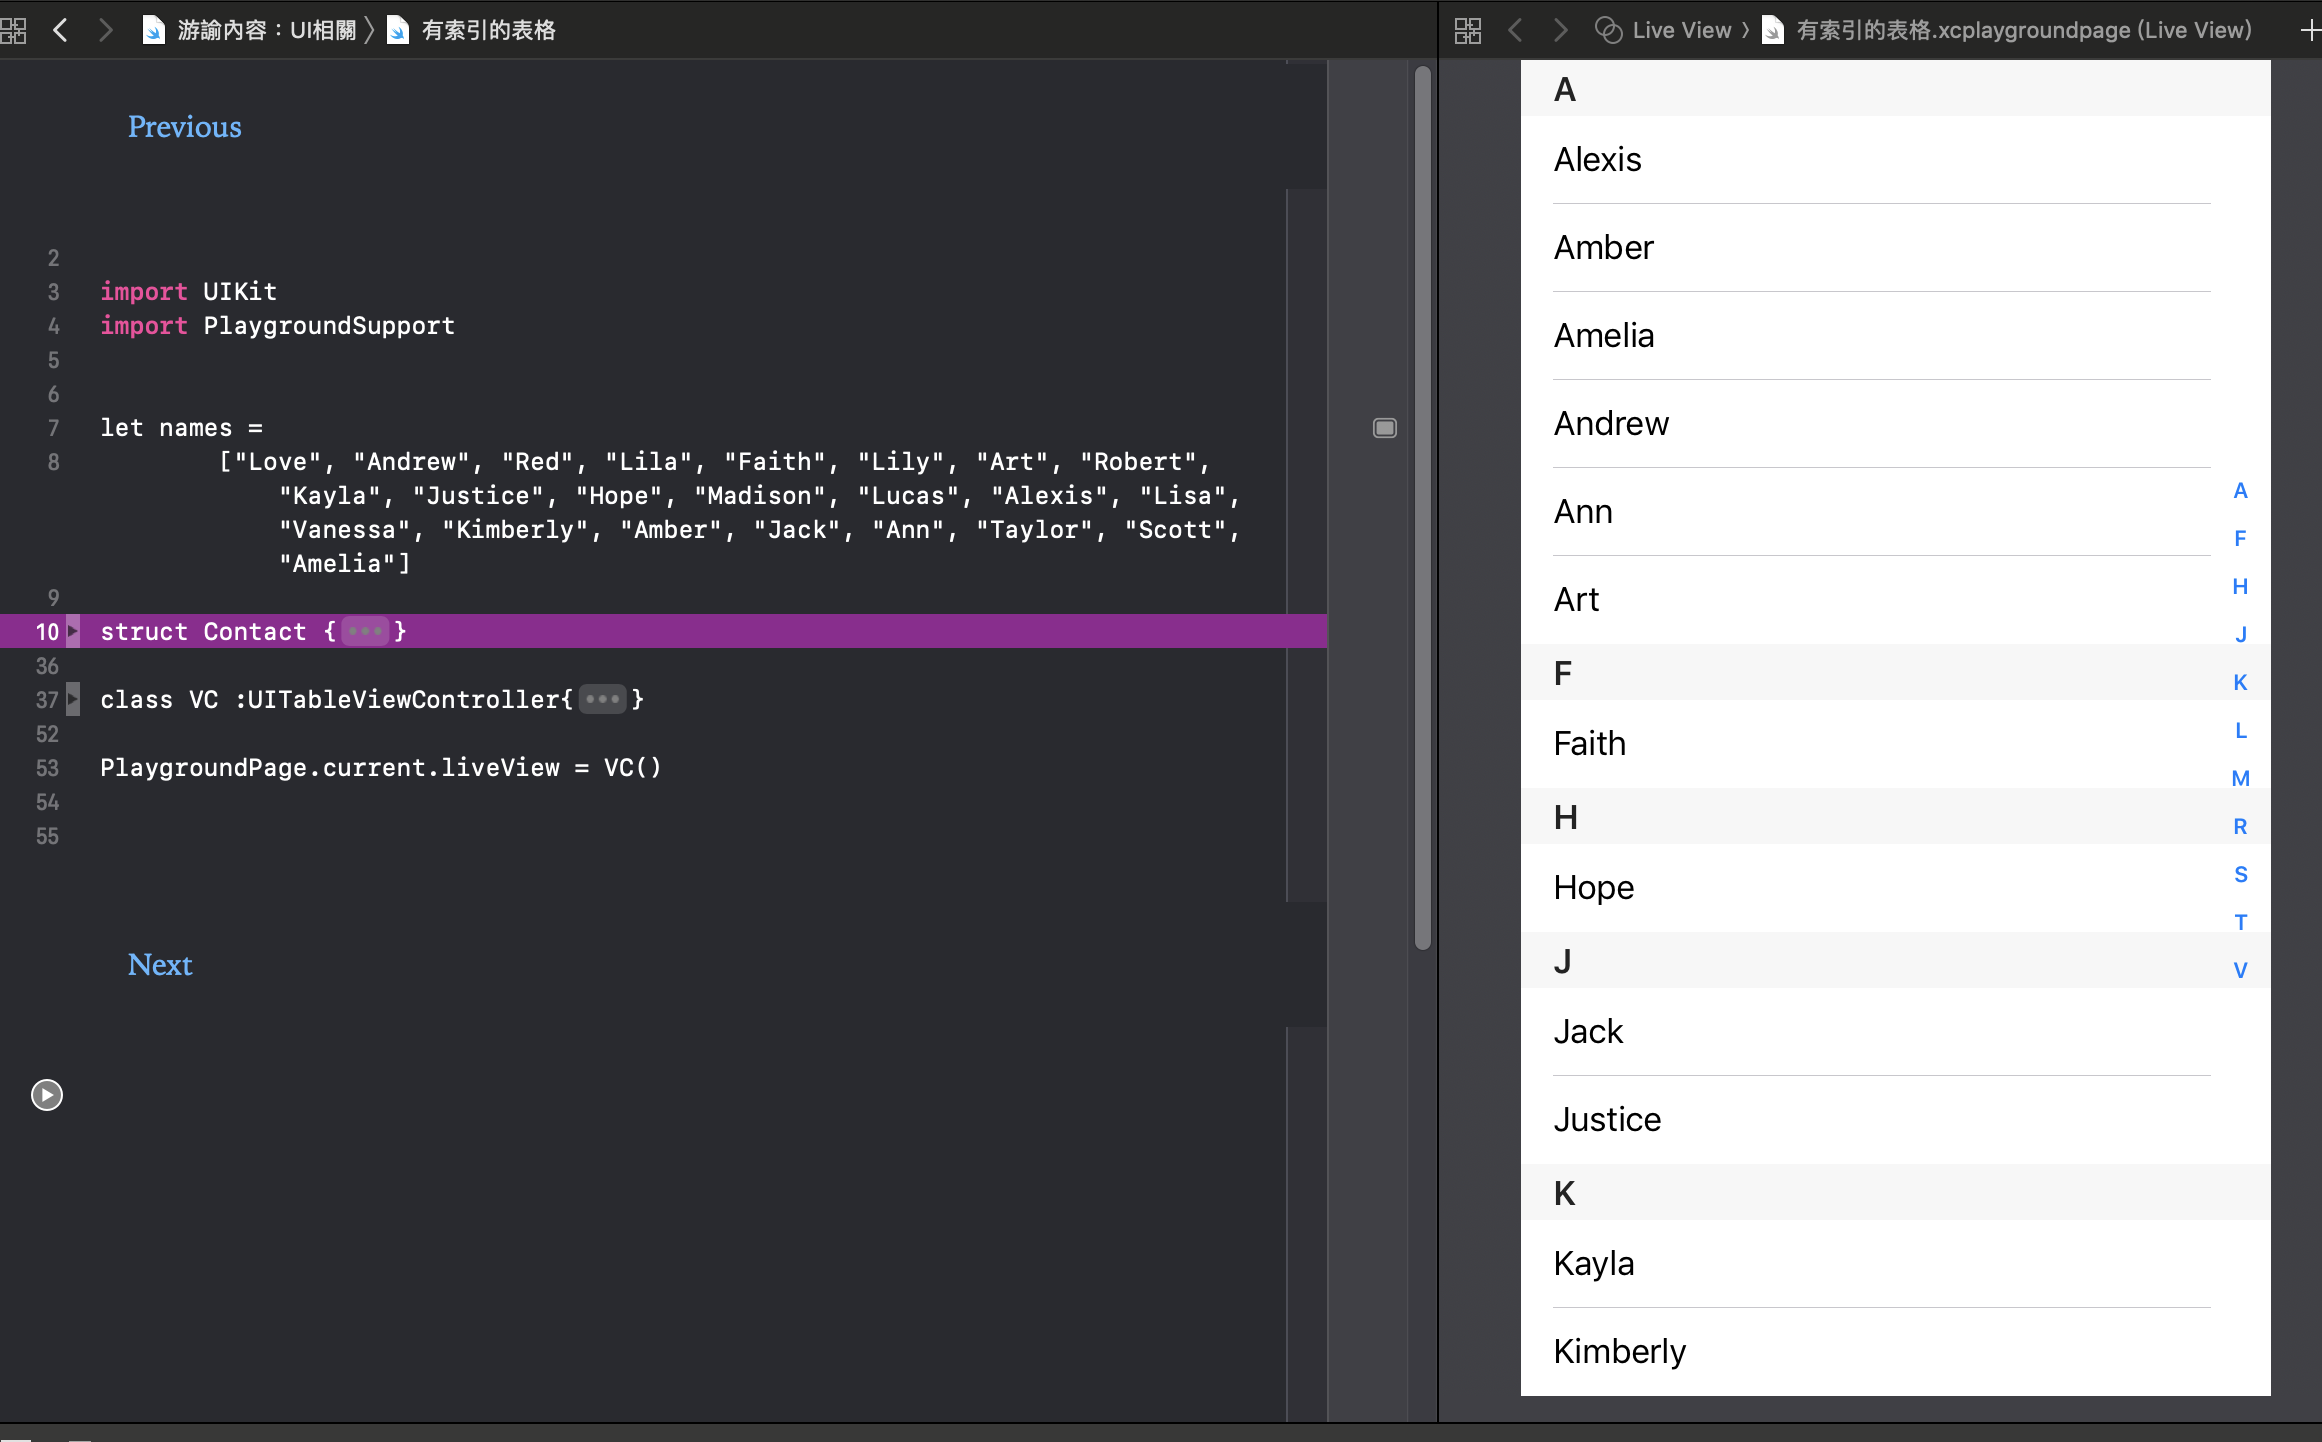 游諭內容：UI相關 〉 有索引的表格
Previous
2
3 import UIKit
4 import PlaygroundSupport
5
6
7 let names =
8 ["Love", "Andrew", "Red", "Lila", "Faith", "Lily", "Art", "Robert",
"Kayla", "Justice", "Hope", "Madison", "Lucas", "Alexis", "Lisa",
"Vanessa", "Kimberly", "Amber", "Jack", "Ann", "Taylor", "Scott",
"Amelia"]
9
10 struct Contact {•••}
36
37 class VC :UITableViewController{•••}
52
53 PlaygroundPage.current.liveView = VC()
54
55
Next
Live View 〉 有索引的表格.xcplaygroundpage (Live View)
A
Alexis
Amber
Amelia
Andrew
Ann
Art
F
Faith
H
Hope
J
Jack
Justice
K
Kayla
Kimberly
A
F
H
J
K
L
M
R
S
T
V